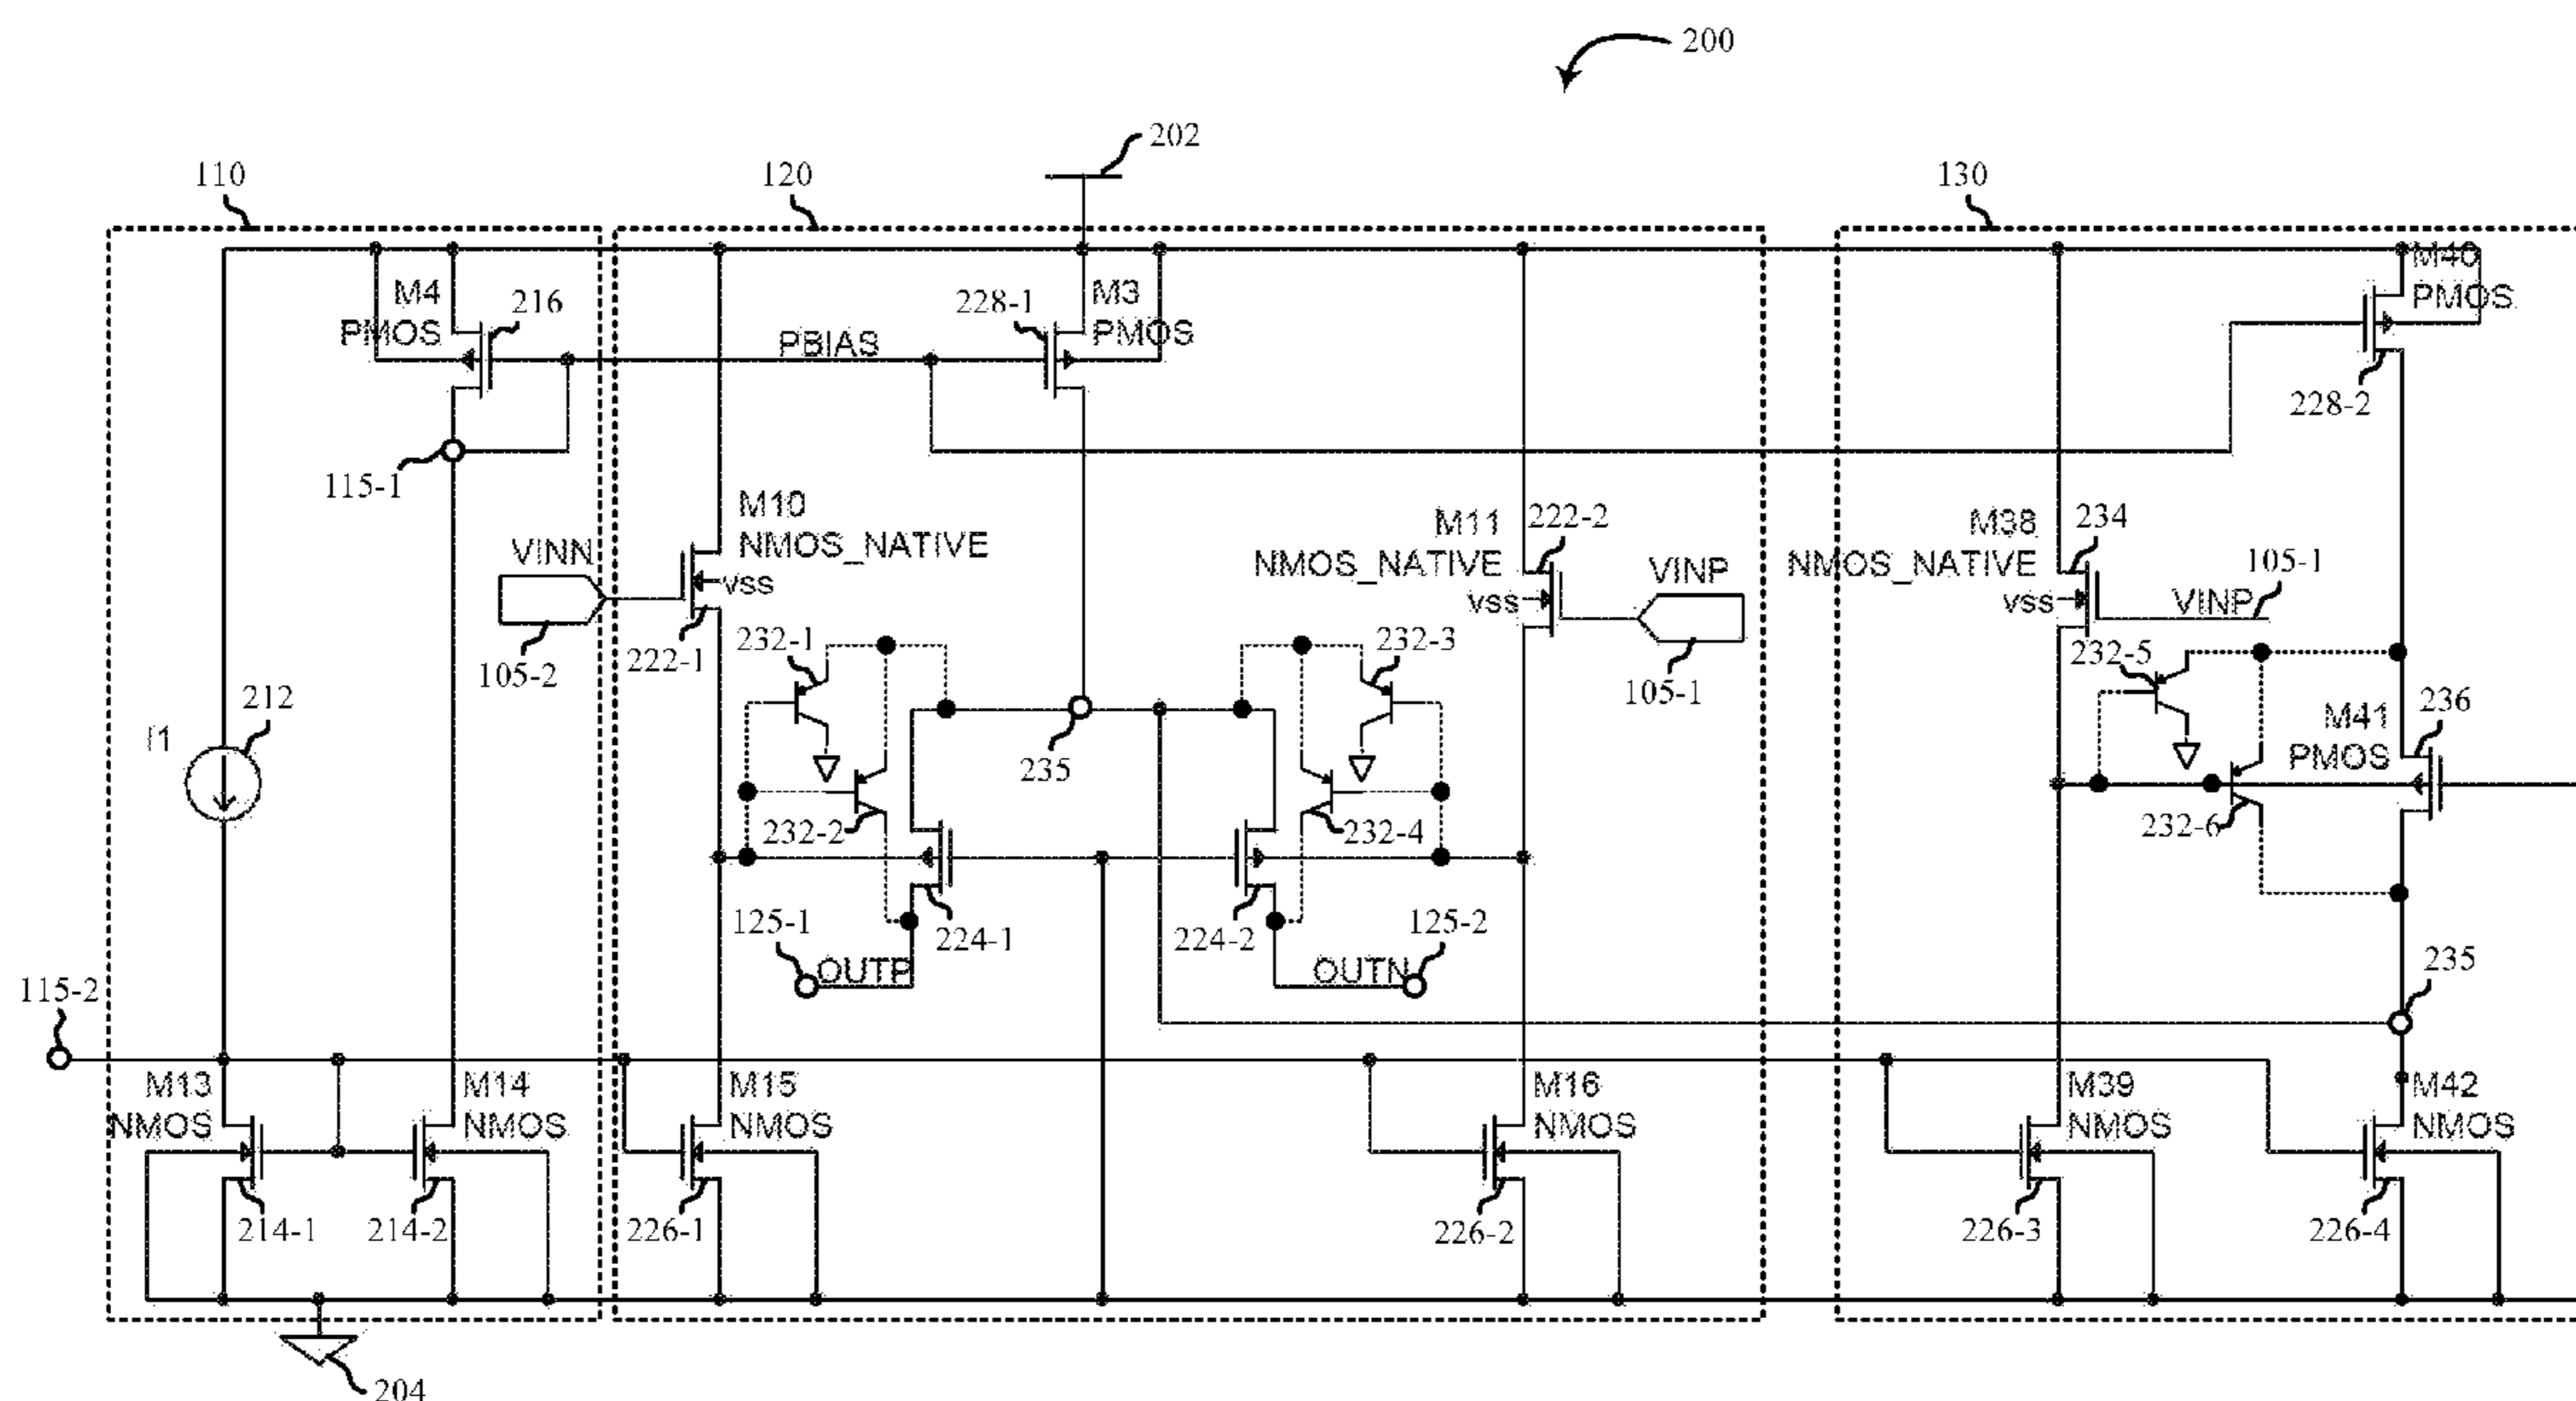 200
202
110
120
130
M4
PMOS
216
PBIAS
228-1
M3
PMOS
M40
PMOS
228-2
115-1
M10
NMOS_NATIVE
VINN
vss
105-2
222-1
M11
222-2
NMOS_NATIVE
vss
VINP
105-1
M38
234
NMOS_NATIVE
vss
VINP
105-1
232-1
232-2
232-3
232-4
232-5
232-6
I1
212
235
M41
PMOS
236
125-1
OUTP
224-1
224-2
OUTN
125-2
235
115-2
M13
NMOS
214-1
M14
NMOS
214-2
M15
NMOS
226-1
M16
NMOS
226-2
M39
NMOS
226-3
M42
NMOS
226-4
204